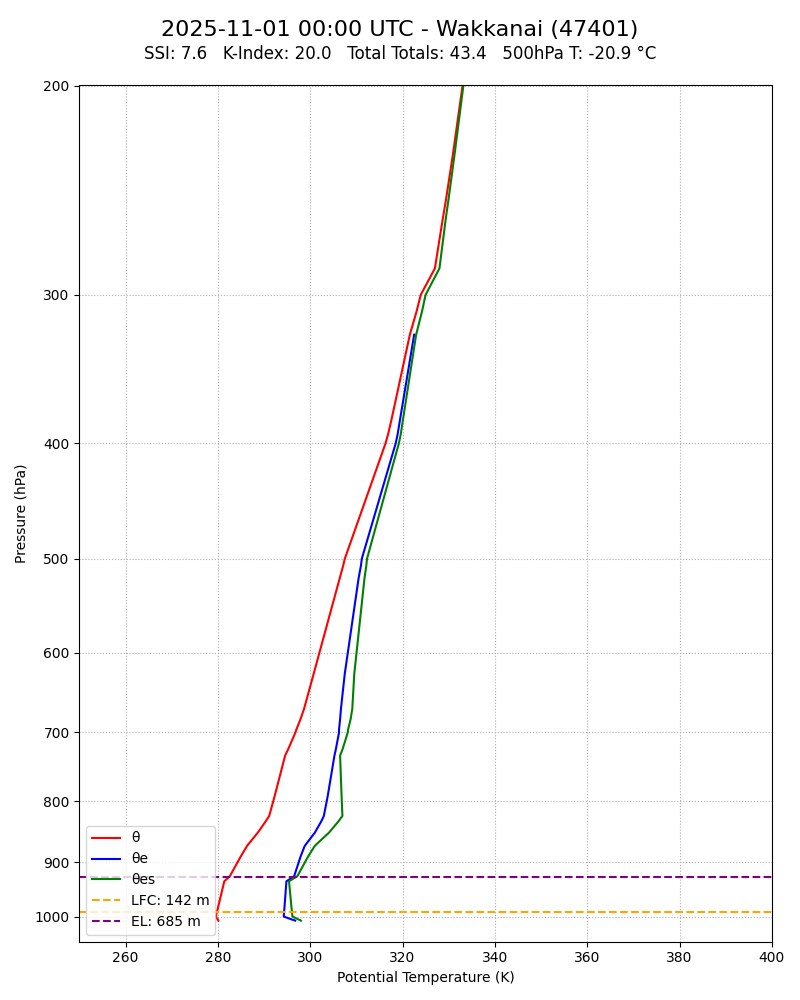 2025-11-01 00:00 UTC - Wakkanai (47401)
SSI: 7.6 K-Index: 20.0 Total Totals: 43.4 500hPa T: -20.9 °C
200
300
400
500
600
700
800
900
1000
Pressure (hPa)
θ
θe
θes
LFC: 142 m
EL: 685 m
260 280 300 320 340 360 380 400
Potential Temperature (K)